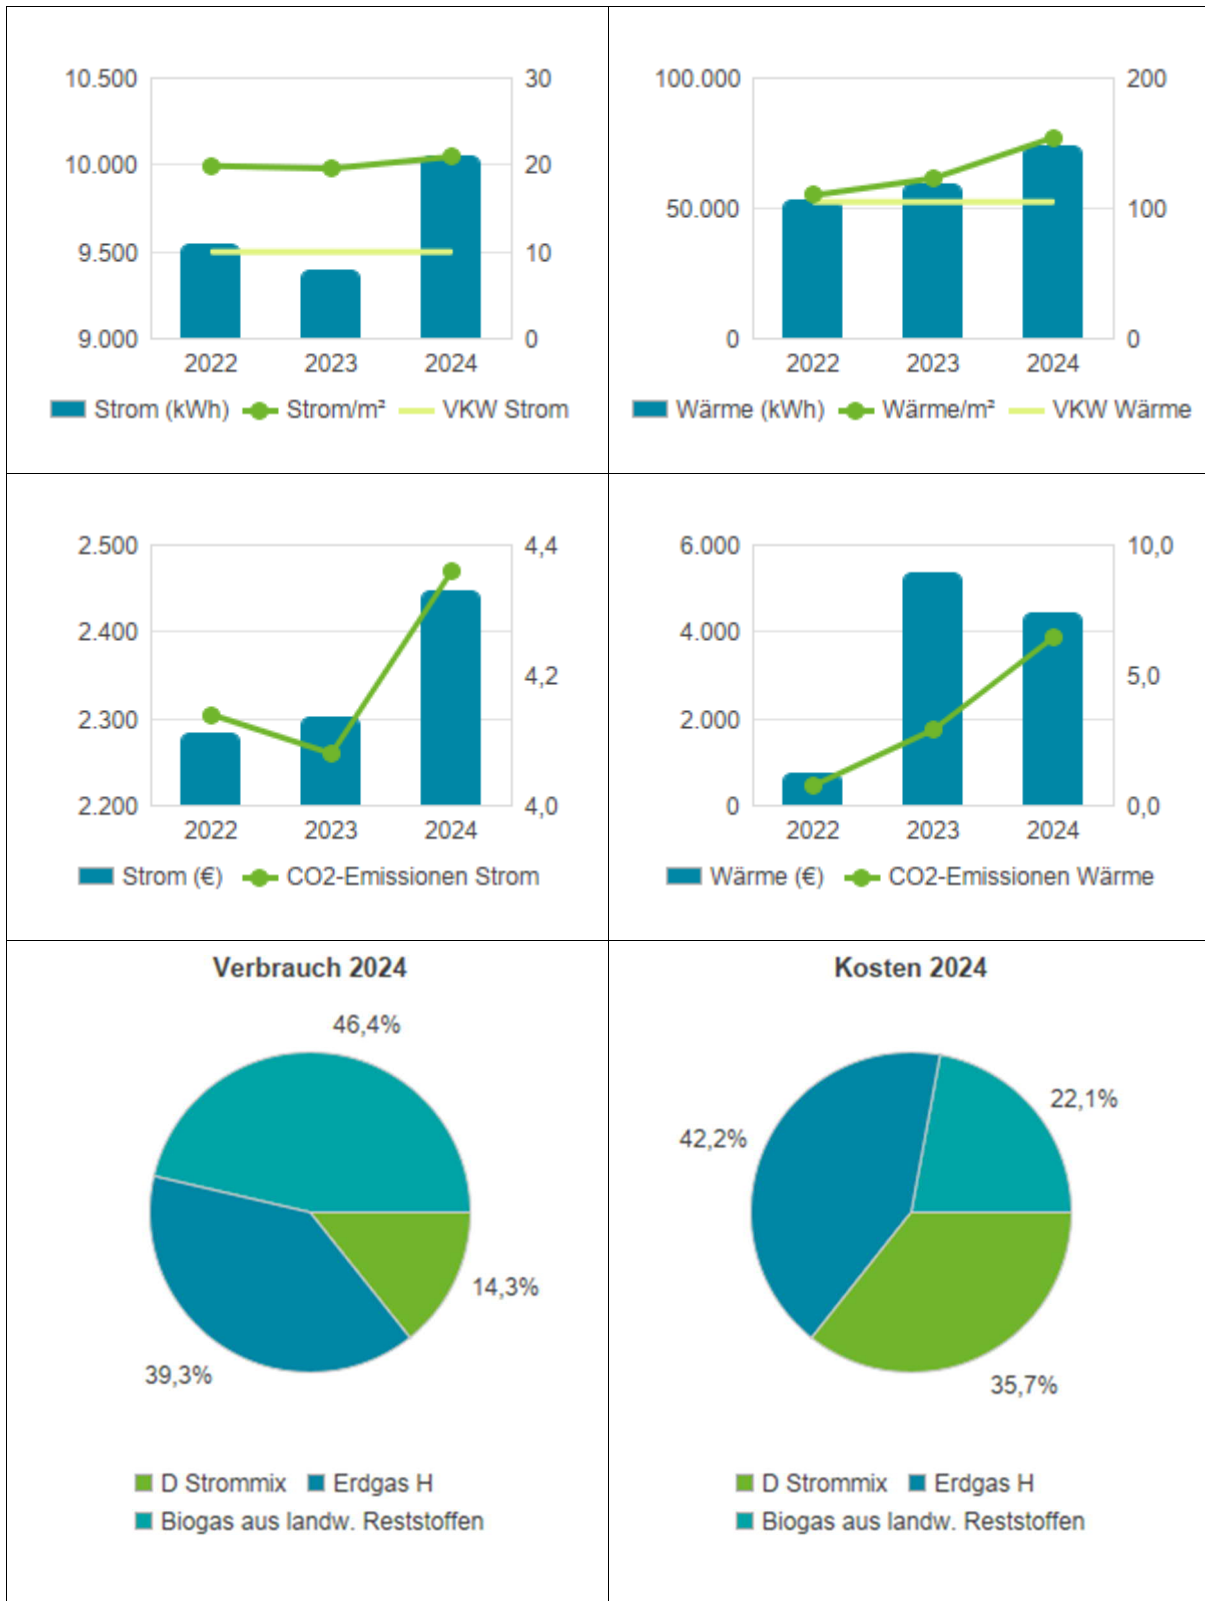 10.500
30
10.000
20
9.500
10
9.000
0
2022 2023 2024
Strom (kWh) Strom/m² VKW Strom
100.000
200
50.000
100
0
0
2022 2023 2024
Wärme (kWh) Wärme/m² VKW Wärme
2.500
4,4
2.400
4,2
2.300
2.200
4,0
2022 2023 2024
Strom (€) CO2-Emissionen Strom
6.000
10,0
4.000
5,0
2.000
0
0,0
2022 2023 2024
Wärme (€) CO2-Emissionen Wärme
Verbrauch 2024
46,4%
14,3%
39,3%
D Strommix Erdgas H
Biogas aus landw. Reststoffen
Kosten 2024
22,1%
42,2%
35,7%
D Strommix Erdgas H
Biogas aus landw. Reststoffen